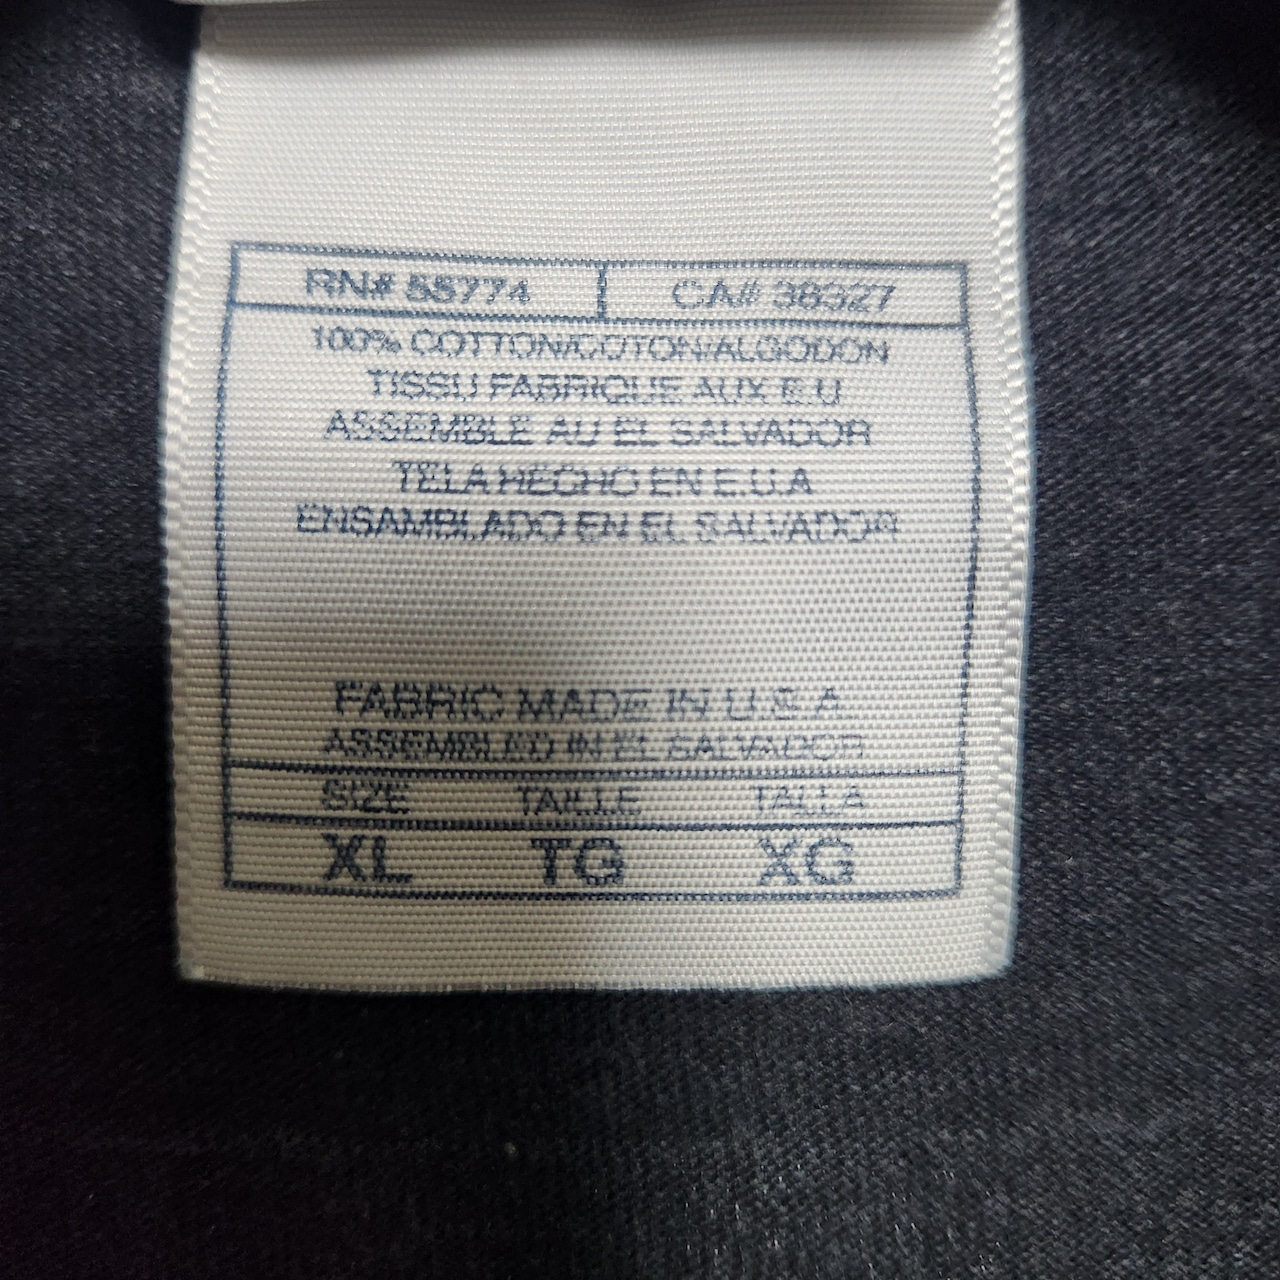 RN# 56774 CA# 38327
100% COTTON/COTON/ALGODON
TISSU FABRIQUE AUX E.U
ASSEMBLE AU EL SALVADOR
TELA HECHO EN E.U.A
ENSAMBLADO EN EL SALVADOR
FABRIC MADE IN U.S.A.
ASSEMBLED IN EL SALVADOR
SIZE TAILLE TALLA
XL TG XG